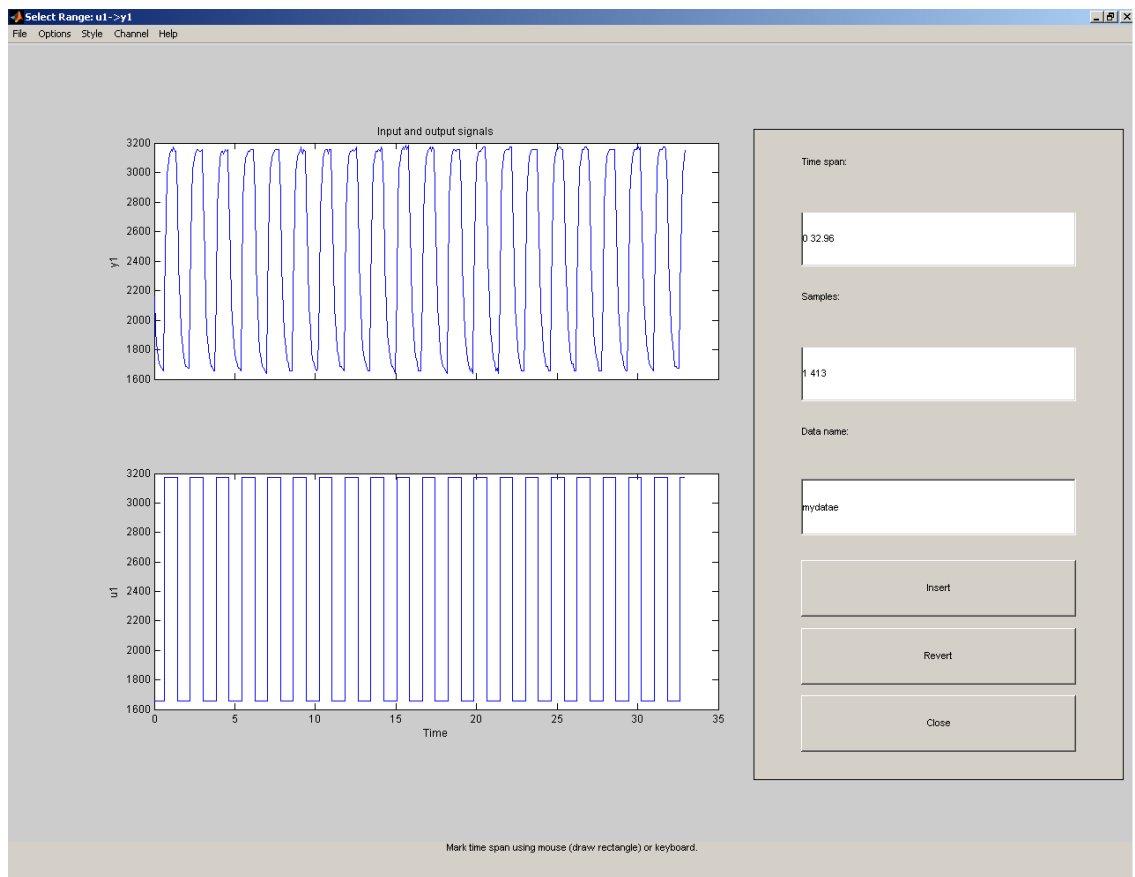 Select Range: u1->y1
File Options Style Channel Help
Input and output signals
3200
3000
2800
2600
2400
2200
2000
1800
1600
y1
3200
3000
2800
2600
2400
2200
2000
1800
1600
u1
0 5 10 15 20 25 30 35
Time
Time span:
0 32.96
Samples:
1 413
Data name:
mydatae
Insert
Revert
Close
Mark time span using mouse (draw rectangle) or keyboard.